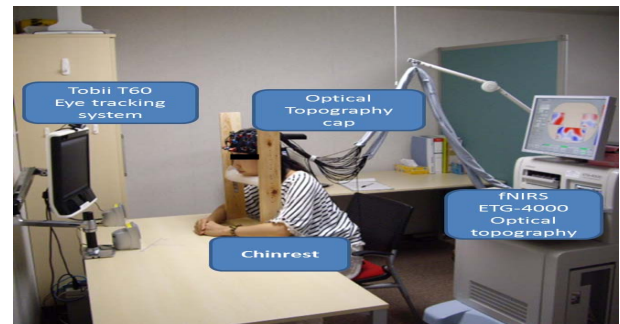 Tobii T60
Eye tracking
system
Optical
Topography
cap
fNIRS
ETG-4000
Optical
topography
Chinrest